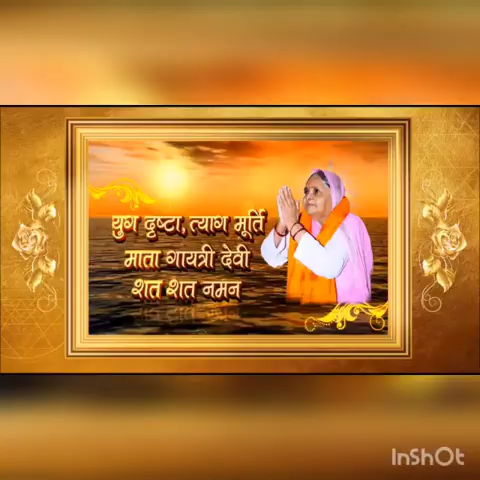 युग दृष्टा, त्याग मूर्ति
माता गायत्री देवी
शत शत नमन
InShOt